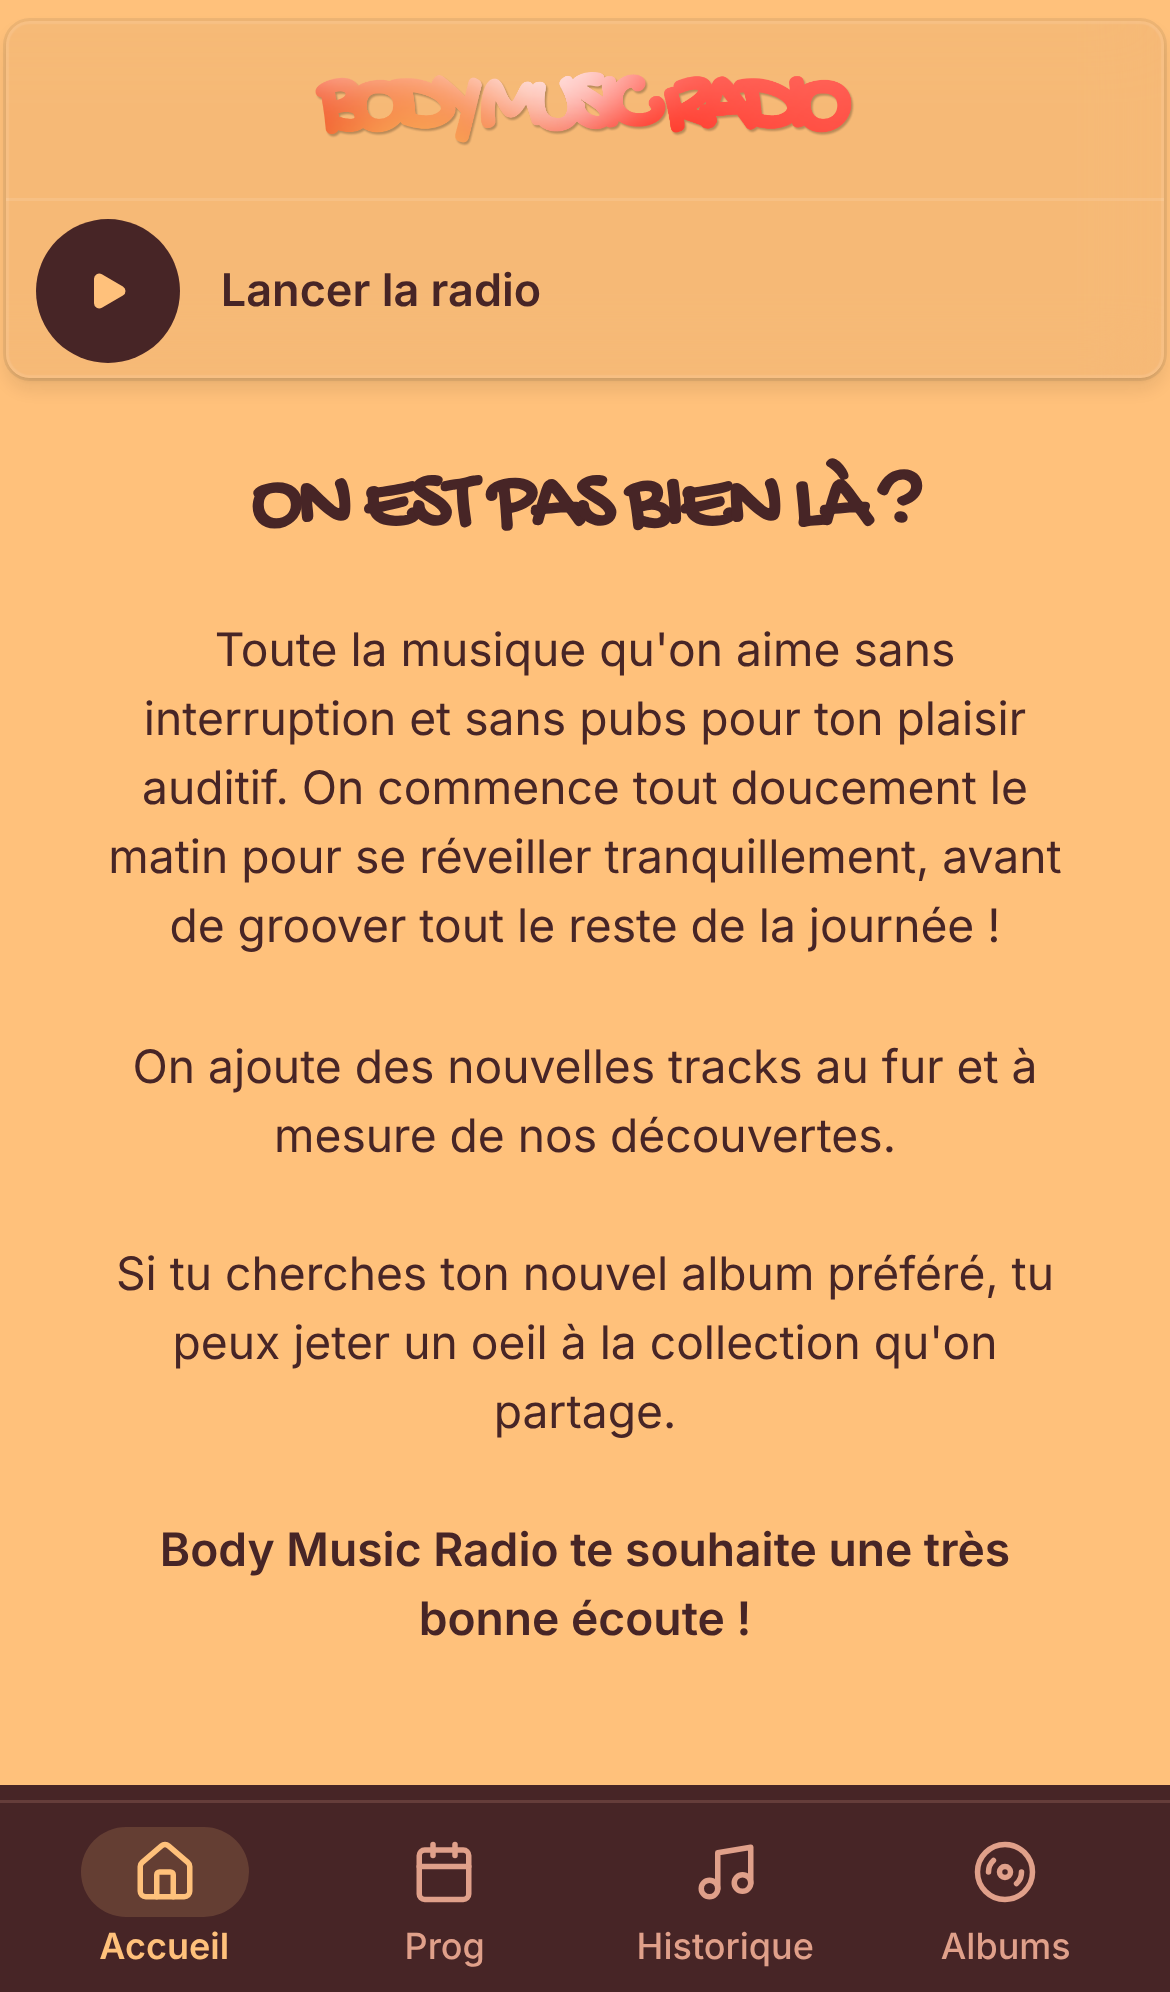 BODY MUSIC RADIO
Lancer la radio
ON EST PAS BIEN LÀ ?
Toute la musique qu'on aime sans
interruption et sans pubs pour ton plaisir
auditif. On commence tout doucement le
matin pour se réveiller tranquillement, avant
de groover tout le reste de la journée !
On ajoute des nouvelles tracks au fur et à
mesure de nos découvertes.
Si tu cherches ton nouvel album préféré, tu
peux jeter un oeil à la collection qu'on
partage.
Body Music Radio te souhaite une très
bonne écoute !
Accueil Prog Historique Albums